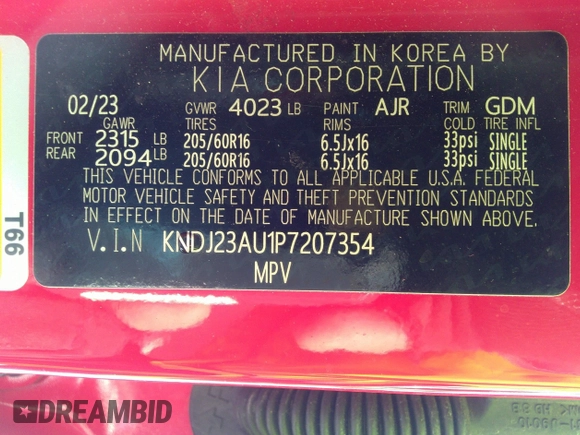 MANUFACTURED IN KOREA BY
KIA CORPORATION
02/23 GVWR 4023 LB PAINT AJR TRIM GDM
GAWR TIRES RIMS COLD TIRE INFL
FRONT 2315 LB 205/60R16 6.5Jx16 33psi SINGLE
REAR 2094 LB 205/60R16 6.5Jx16 33psi SINGLE
THIS VEHICLE CONFORMS TO ALL APPLICABLE U.S.A. FEDERAL
MOTOR VEHICLE SAFETY AND THEFT PREVENTION STANDARDS
IN EFFECT ON THE DATE OF MANUFACTURE SHOWN ABOVE.
V.I.N KNDJ23AU1P7207354
MPV
T66
DREAMBID